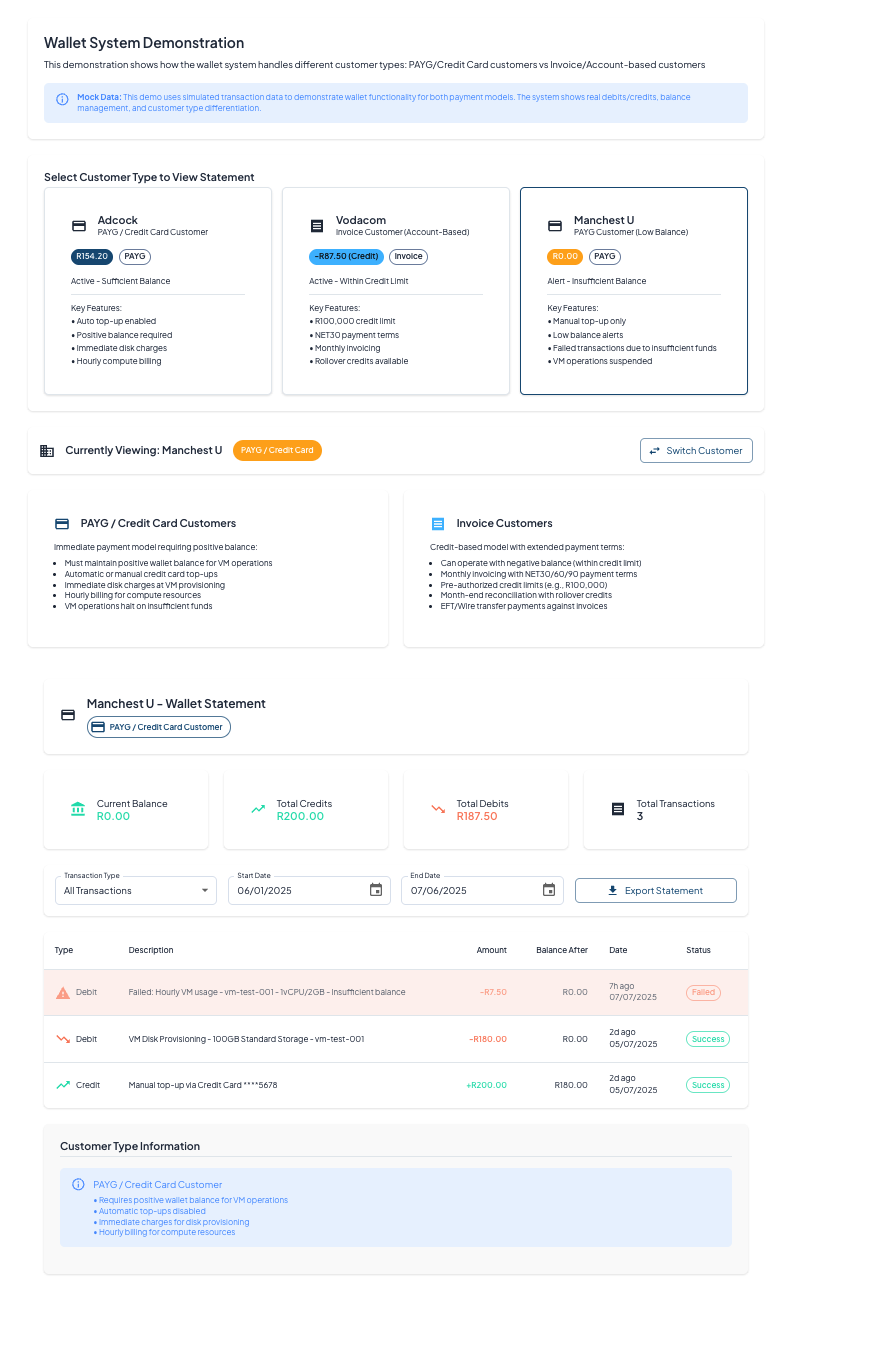 Wallet System Demonstration
This demonstration shows how the wallet system handles different customer types: PAYG/Credit Card customers vs Invoice/Account-based customers
Mock Data: This demo uses simulated transaction data to demonstrate wallet functionality for both payment models. The system shows real debits/credits, balance
management, and customer type differentiation.
Select Customer Type to View Statement
Adcock
PAYG / Credit Card Customer
R154.20 PAYG
Active - Sufficient Balance
Key Features:
• Auto top-up enabled
• Positive balance required
• Immediate disk charges
• Hourly compute billing
Vodacom
Invoice Customer (Account-Based)
-R87.50 (Credit) Invoice
Active - Within Credit Limit
Key Features:
• R100,000 credit limit
• NET30 payment terms
• Monthly invoicing
• Rollover credits available
Manchest U
PAYG Customer (Low Balance)
R0.00 PAYG
Alert - Insufficient Balance
Key Features:
• Manual top-up only
• Low balance alerts
• Failed transactions due to insufficient funds
• VM operations suspended
Currently Viewing: Manchest U PAYG / Credit Card Switch Customer
PAYG / Credit Card Customers
Immediate payment model requiring positive balance:
• Must maintain positive wallet balance for VM operations
• Automatic or manual credit card top-ups
• Immediate disk charges at VM provisioning
• Hourly billing for compute resources
• VM operations halt on insufficient funds
Invoice Customers
Credit-based model with extended payment terms:
• Can operate with negative balance (within credit limit)
• Monthly invoicing with NET30/60/90 payment terms
• Pre-authorized credit limits (e.g., R100,000)
• Month-end reconciliation with rollover credits
• EFT/Wire transfer payments against invoices
Manchest U - Wallet Statement
PAYG / Credit Card Customer
Current Balance
R0.00
Total Credits
R200.00
Total Debits
R187.50
Total Transactions
3
Transaction Type
All Transactions
Start Date
06/01/2025
End Date
07/06/2025
Export Statement
Type Description Amount Balance After Date Status
Debit Failed: Hourly VM usage - vm-test-001 - 1vCPU/2GB - Insufficient balance -R7.50 R0.00 7h ago
07/07/2025 Failed
Debit VM Disk Provisioning - 100GB Standard Storage - vm-test-001 -R180.00 R0.00 2d ago
05/07/2025 Success
Credit Manual top-up via Credit Card ****5678 +R200.00 R180.00 2d ago
05/07/2025 Success
Customer Type Information
PAYG / Credit Card Customer
• Requires positive wallet balance for VM operations
• Automatic top-ups disabled
• Immediate charges for disk provisioning
• Hourly billing for compute resources